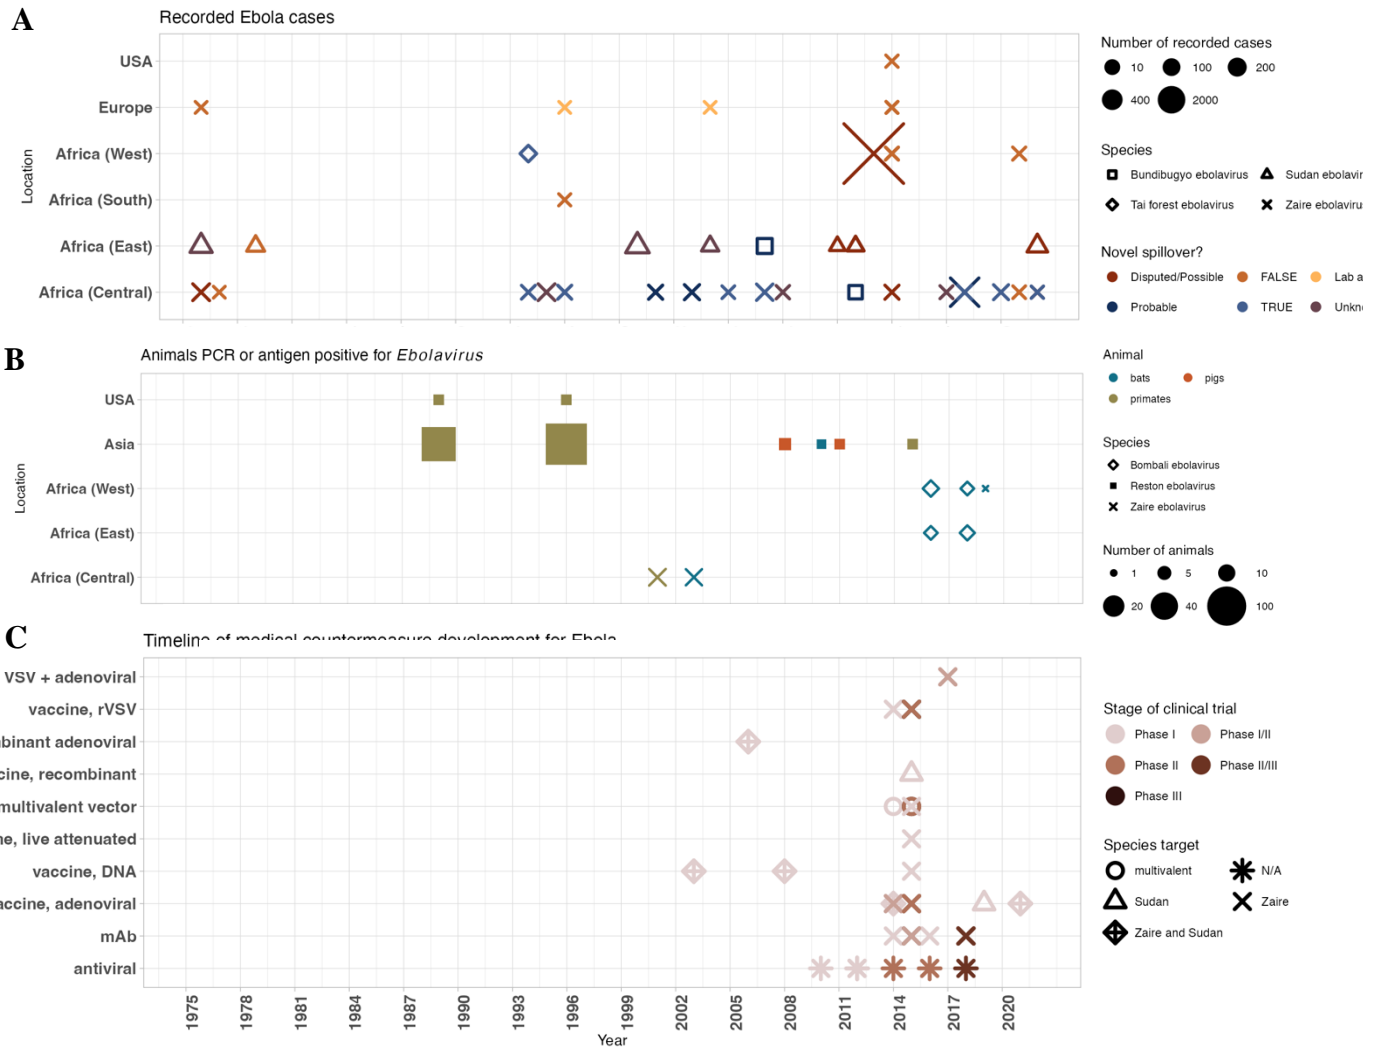 A
Recorded Ebola cases
USA
Europe
Africa (West)
Africa (South)
Africa (East)
Africa (Central)
Location
Number of recorded cases
10 100 200
400 2000
Species
Bundibugyo ebolavirus Sudan ebolavir
Tai forest ebolavirus Zaire ebolaviru
Novel spillover?
Disputed/Possible FALSE Lab a
Probable TRUE Unkn
B
Animals PCR or antigen positive for Ebolavirus
USA
Asia
Africa (West)
Africa (East)
Africa (Central)
Location
Animal
bats pigs
primates
Species
Bombali ebolavirus
Reston ebolavirus
Zaire ebolavirus
Number of animals
1 5 10
20 40 100
C
Timeline of medical countermeasure development for Ebola
VSV + adenoviral
vaccine, rVSV
binant adenoviral
cine, recombinant
multivalent vector
ne, live attenuated
vaccine, DNA
accine, adenoviral
mAb
antiviral
1975 1978 1981 1984 1987 1990 1993 1996 1999 2002 2005 2008 2011 2014 2017 2020
Year
Stage of clinical trial
Phase I Phase I/II
Phase II Phase II/III
Phase III
Species target
multivalent N/A
Sudan Zaire
Zaire and Sudan